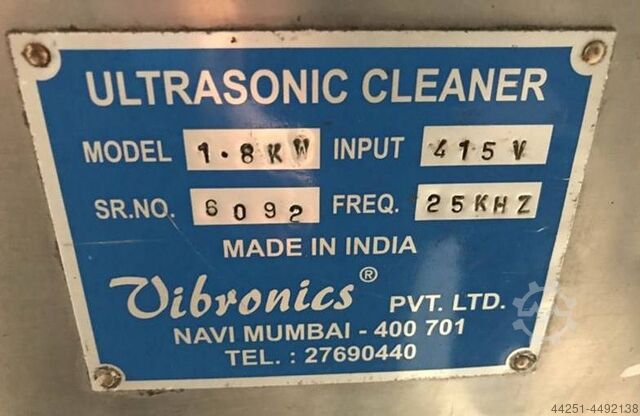 ULTRASONIC CLEANER
MODEL 1.8KW INPUT 415V
SR.NO. 6092 FREQ. 25KHZ
MADE IN INDIA
Vibronics® PVT. LTD.
NAVI MUMBAI - 400 701
TEL. : 27690440
44251-4492138